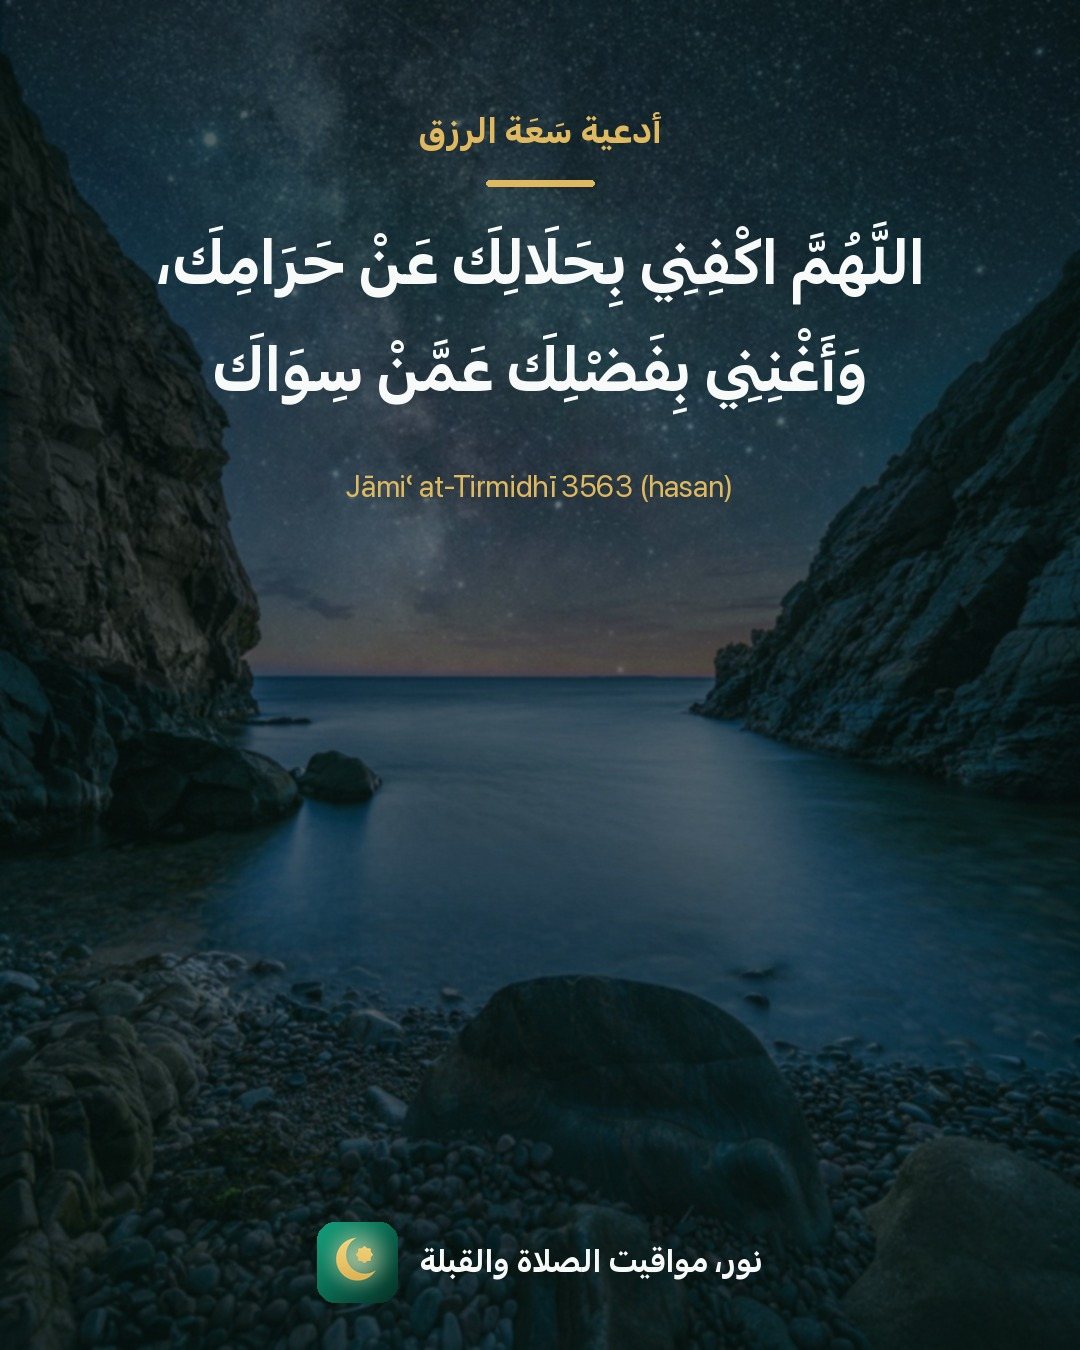 أدعية سَعَة الرزق
اللَّهُمَّ اكْفِنِي بِحَلَالِكَ عَنْ حَرَامِكَ،
وَأَغْنِنِي بِفَضْلِكَ عَمَّنْ سِوَاكَ
Jāmiʿ at-Tirmidhī 3563 (hasan)
نور، مواقيت الصلاة والقبلة